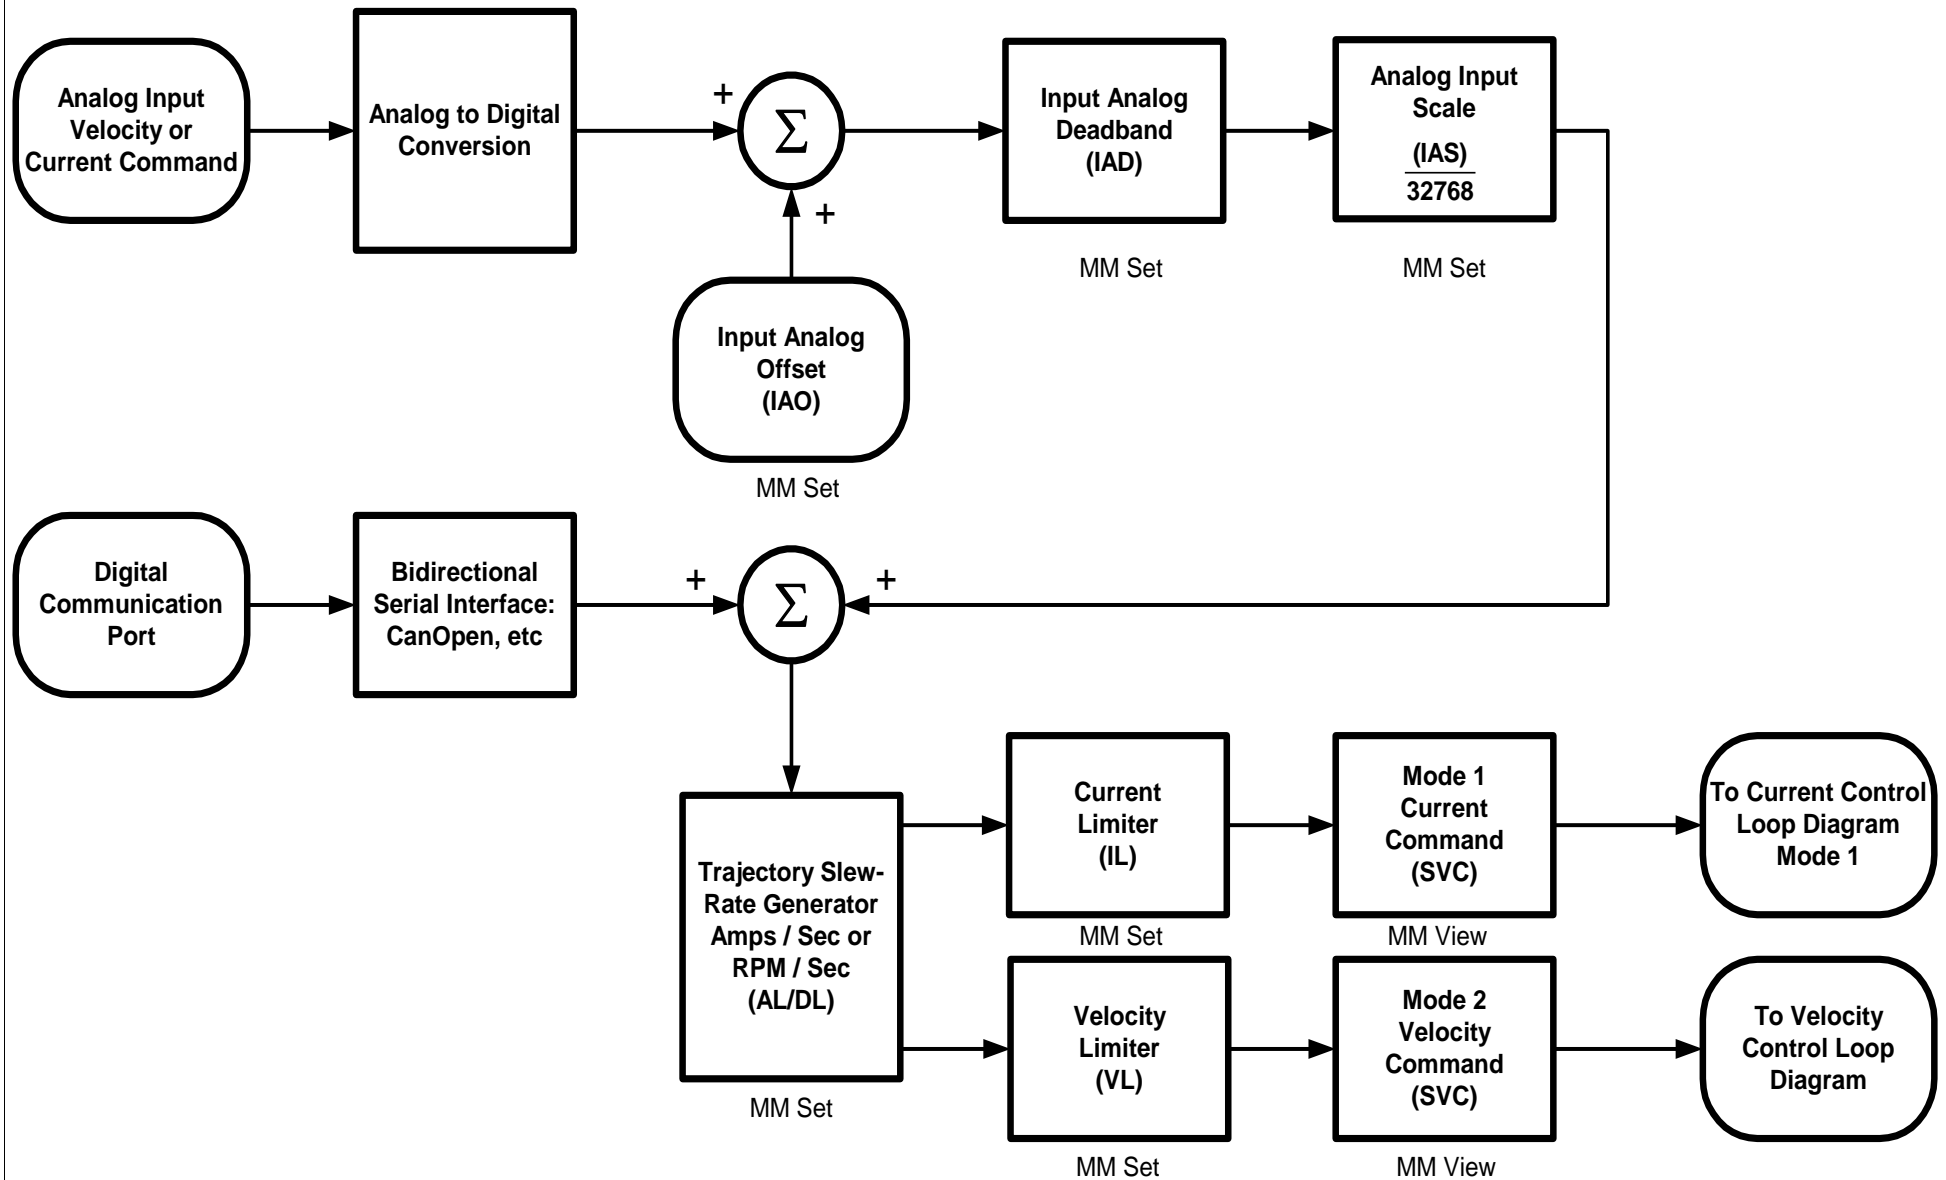 Analog Input
Velocity or
Current Command
Analog to Digital
Conversion
+
Σ
+
Input Analog
Offset
(IAO)
MM Set
Input Analog
Deadband
(IAD)
MM Set
Analog Input
Scale
(IAS)
32768
MM Set
Digital
Communication
Port
Bidirectional
Serial Interface:
CanOpen, etc
+
Σ
+
Trajectory Slew-
Rate Generator
Amps / Sec or
RPM / Sec
(AL/DL)
MM Set
Current
Limiter
(IL)
MM Set
Mode 1
Current
Command
(SVC)
MM View
To Current Control
Loop Diagram
Mode 1
Velocity
Limiter
(VL)
MM Set
Mode 2
Velocity
Command
(SVC)
MM View
To Velocity
Control Loop
Diagram